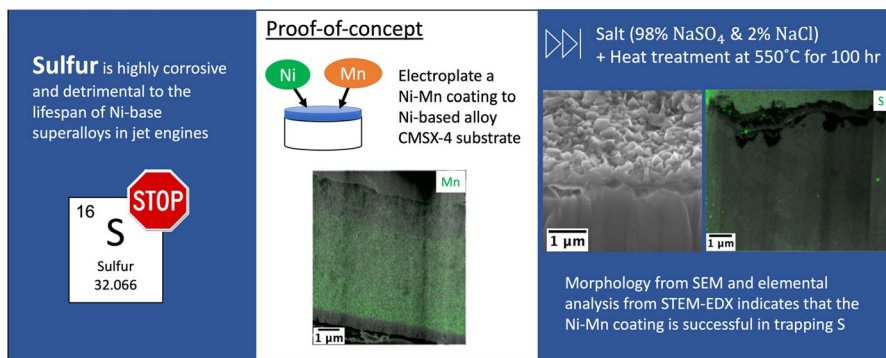 Sulfur is highly corrosive
and detrimental to the
lifespan of Ni-base
superalloys in jet engines
STOP
16
S
Sulfur
32.066
Proof-of-concept
Ni
Mn
Electroplate a
Ni-Mn coating to
Ni-based alloy
CMSX-4 substrate
Mn
1 μm
Salt (98% NaSO₄ & 2% NaCl)
+ Heat treatment at 550˚C for 100 hr
S
1 μm
1 μm
Morphology from SEM and elemental
analysis from STEM-EDX indicates that the
Ni-Mn coating is successful in trapping S